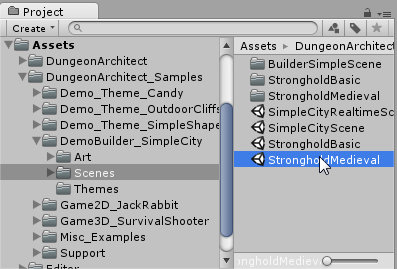 Project
Create
Assets
DungeonArchitect
DungeonArchitect_Samples
Demo_Theme_Candy
Demo_Theme_OutdoorCliffs
Demo_Theme_SimpleShape
DemoBuilder_SimpleCity
Art
Scenes
Themes
Game2D_JackRabbit
Game3D_SurvivalShooter
Misc_Examples
Support
Editor
Assets ▸ DungeonArchitect
BuilderSimpleScene
StrongholdBasic
StrongholdMedieval
SimpleCityRealtimeSc
SimpleCityScene
StrongholdBasic
StrongholdMedieval
ngholdMedieval